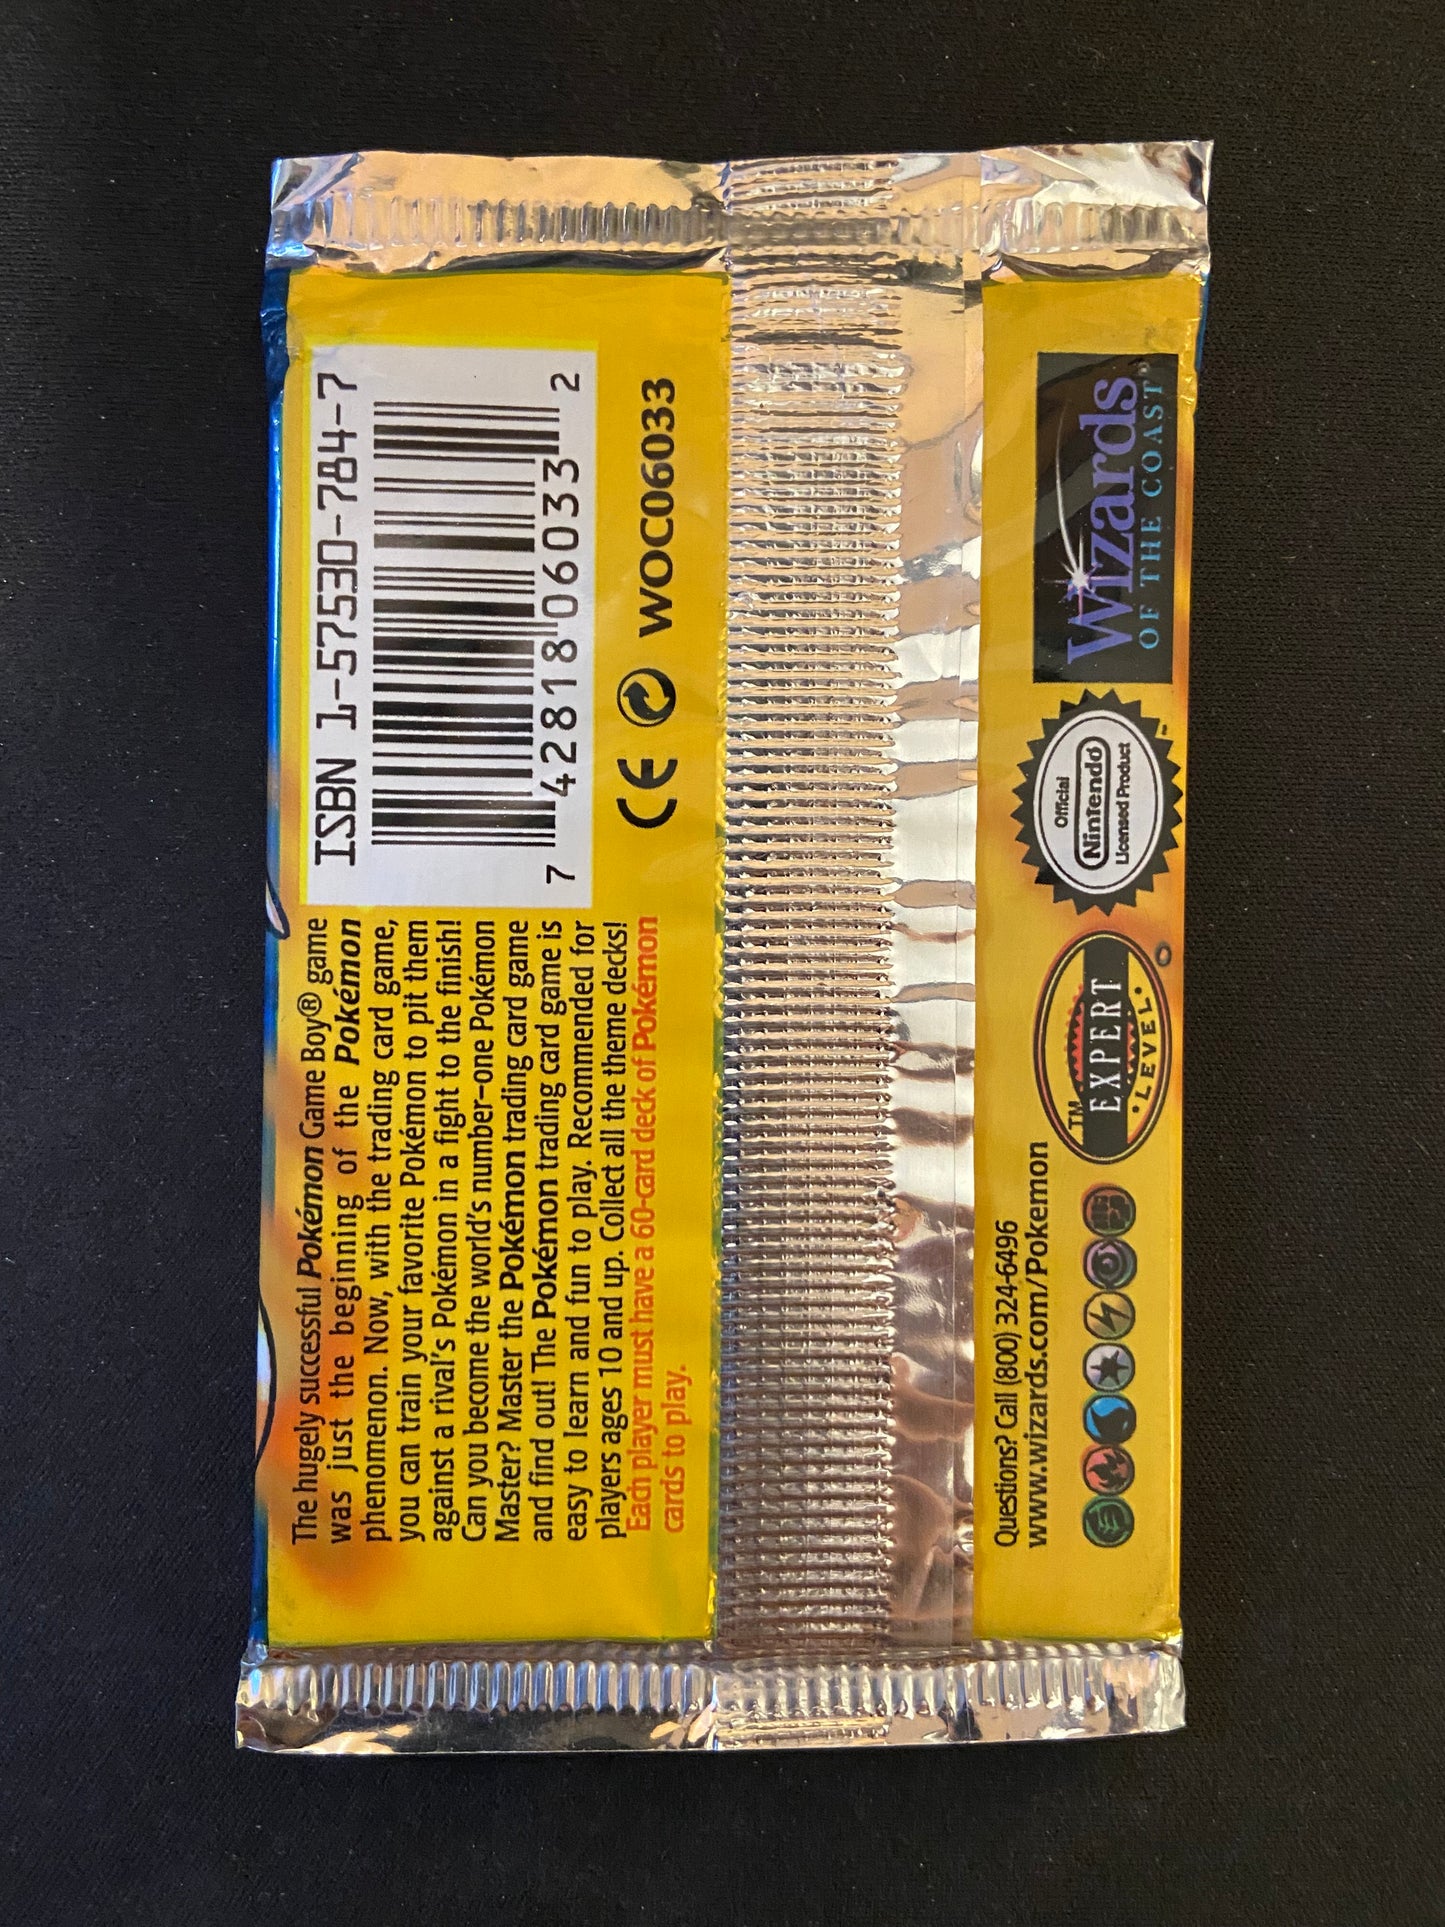 The hugely successful Pokémon Game Boy® game
was just the beginning of the Pokémon
phenomenon. Now, with the trading card game,
you can train your favorite Pokémon to pit them
against a rival's Pokémon in a fight to the finish!
Can you become the world's number–one Pokémon
Master? Master the Pokémon trading card game
and find out! The Pokémon trading card game is
easy to learn and fun to play. Recommended for
players ages 10 and up. Collect all the theme decks!
Each player must have a 60-card deck of Pokémon
cards to play.
ISBN 1-57530-784-7
7 42818 06033 2
CE WOC06033
Questions? Call (800) 324-6496
www.wizards.com/Pokemon
TM
EXPERT
• LEVEL •
Official
Nintendo
Licensed Product
™
Wizards
OF THE COAST®